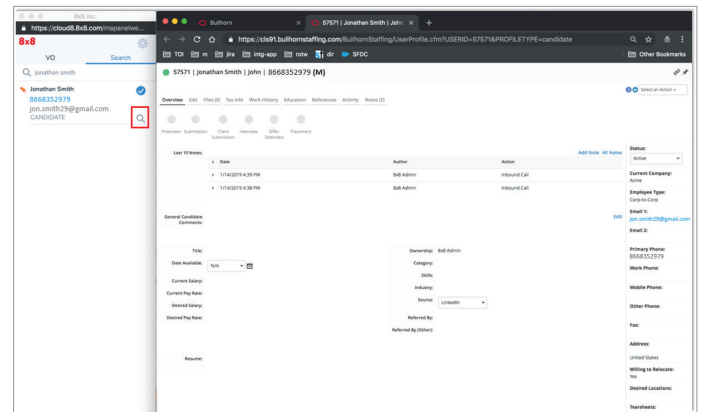 8x8 Inc.
https://cloud8.8x8.com/mapanelwe...
8x8
VO Search
jonathan smith
Jonathan Smith
8668352979
jon.smith29@gmail.com
CANDIDATE
Bullhorn × 57571 | Jonathan Smith | John × +
https://cls91.bullhornstaffing.com/BullhornStaffing/UserProfile.cfm?USERID=57571&PROFILETYPE=candidate
TOI m jira intg-app rotw dir SFDC Other Bookmarks
57571 | Jonathan Smith | John | 8668352979 (M)
Select an Action
Overview Edit Files (0) Tax Info Work History Education References Activity Notes (2)
Prescreen Submission Client Submission Interview Offer Extended Placement
Last 10 Notes:
Add Note All Notes
Date Author Action
1/14/2019 4:39 PM 8x8 Admin Inbound Call
1/14/2019 4:38 PM 8x8 Admin Inbound Call
General Candidate Comments:
Edit
Title:
Date Available: N/A
Current Salary:
Current Pay Rate:
Desired Salary:
Desired Pay Rate:
Resume:
Ownership: 8x8 Admin
Category:
Skills:
Industry:
Source: LinkedIn
Referred By:
Referred By (Other):
Status:
Active
Current Company:
Acme
Employee Type:
Corp-to-Corp
Email 1:
jon.smith29@gmail.com
Email 2:
Primary Phone:
8668352979
Work Phone:
Mobile Phone:
Other Phone:
Fax:
Address:
United States
Willing to Relocate:
Yes
Desired Locations:
Tearsheets: